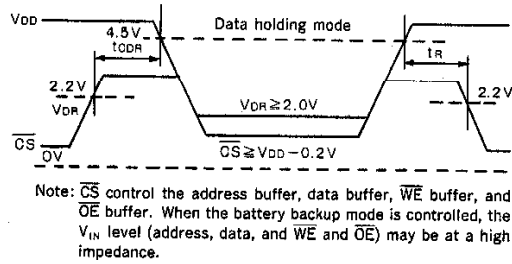 VDD
4.5V
Data holding mode
tCDR
tR
2.2V
VDR
VDR≧2.0V
2.2V
CS
0V
CS≧VDD−0.2V
Note: CS control the address buffer, data buffer, WE buffer, and
OE buffer. When the battery backup mode is controlled, the
VIN level (address, data, and WE and OE) may be at a high
impedance.